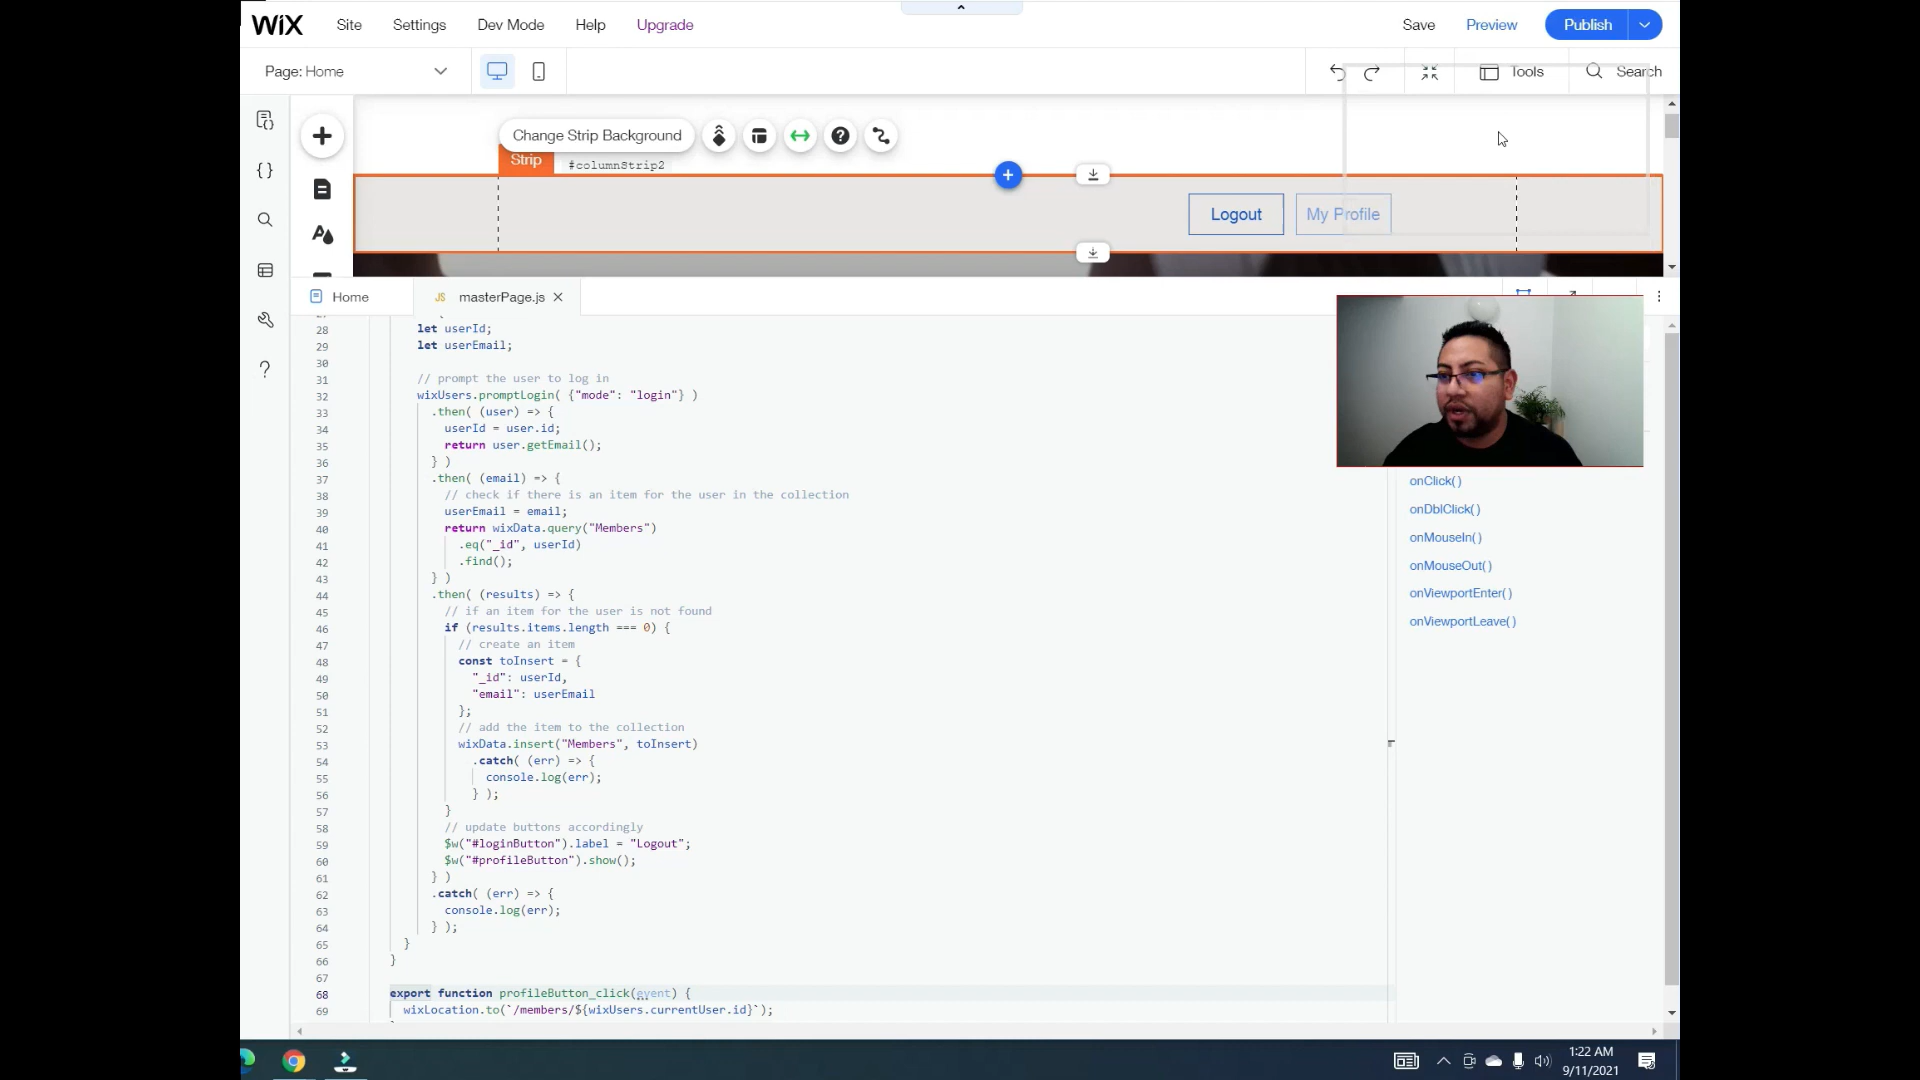 WiX Site Settings Dev Mode Help Upgrade Save Preview Publish
Page: Home Tools Search
Change Strip Background
Strip #columnStrip2
Logout My Profile
Home JS masterPage.js
28 let userId;
29 let userEmail;
30
31 // prompt the user to log in
32 wixUsers.promptLogin( {"mode": "login"} )
33 .then( (user) => {
34 userId = user.id;
35 return user.getEmail();
36 } )
37 .then( (email) => {
38 // check if there is an item for the user in the collection
39 userEmail = email;
40 return wixData.query("Members")
41 .eq("_id", userId)
42 .find();
43 } )
44 .then( (results) => {
45 // if an item for the user is not found
46 if (results.items.length === 0) {
47 // create an item
48 const toInsert = {
49 "_id": userId,
50 "email": userEmail
51 };
52 // add the item to the collection
53 wixData.insert("Members", toInsert)
54 .catch( (err) => {
55 console.log(err);
56 } );
57 }
58 // update buttons accordingly
59 $w("#loginButton").label = "Logout";
60 $w("#profileButton").show();
61 } )
62 .catch( (err) => {
63 console.log(err);
64 } );
65 }
66 }
67
68 export function profileButton_click(event) {
69 wixLocation.to(`/members/${wixUsers.currentUser.id}`);
onClick()
onDblClick()
onMouseIn()
onMouseOut()
onViewportEnter()
onViewportLeave()
1:22 AM
9/11/2021